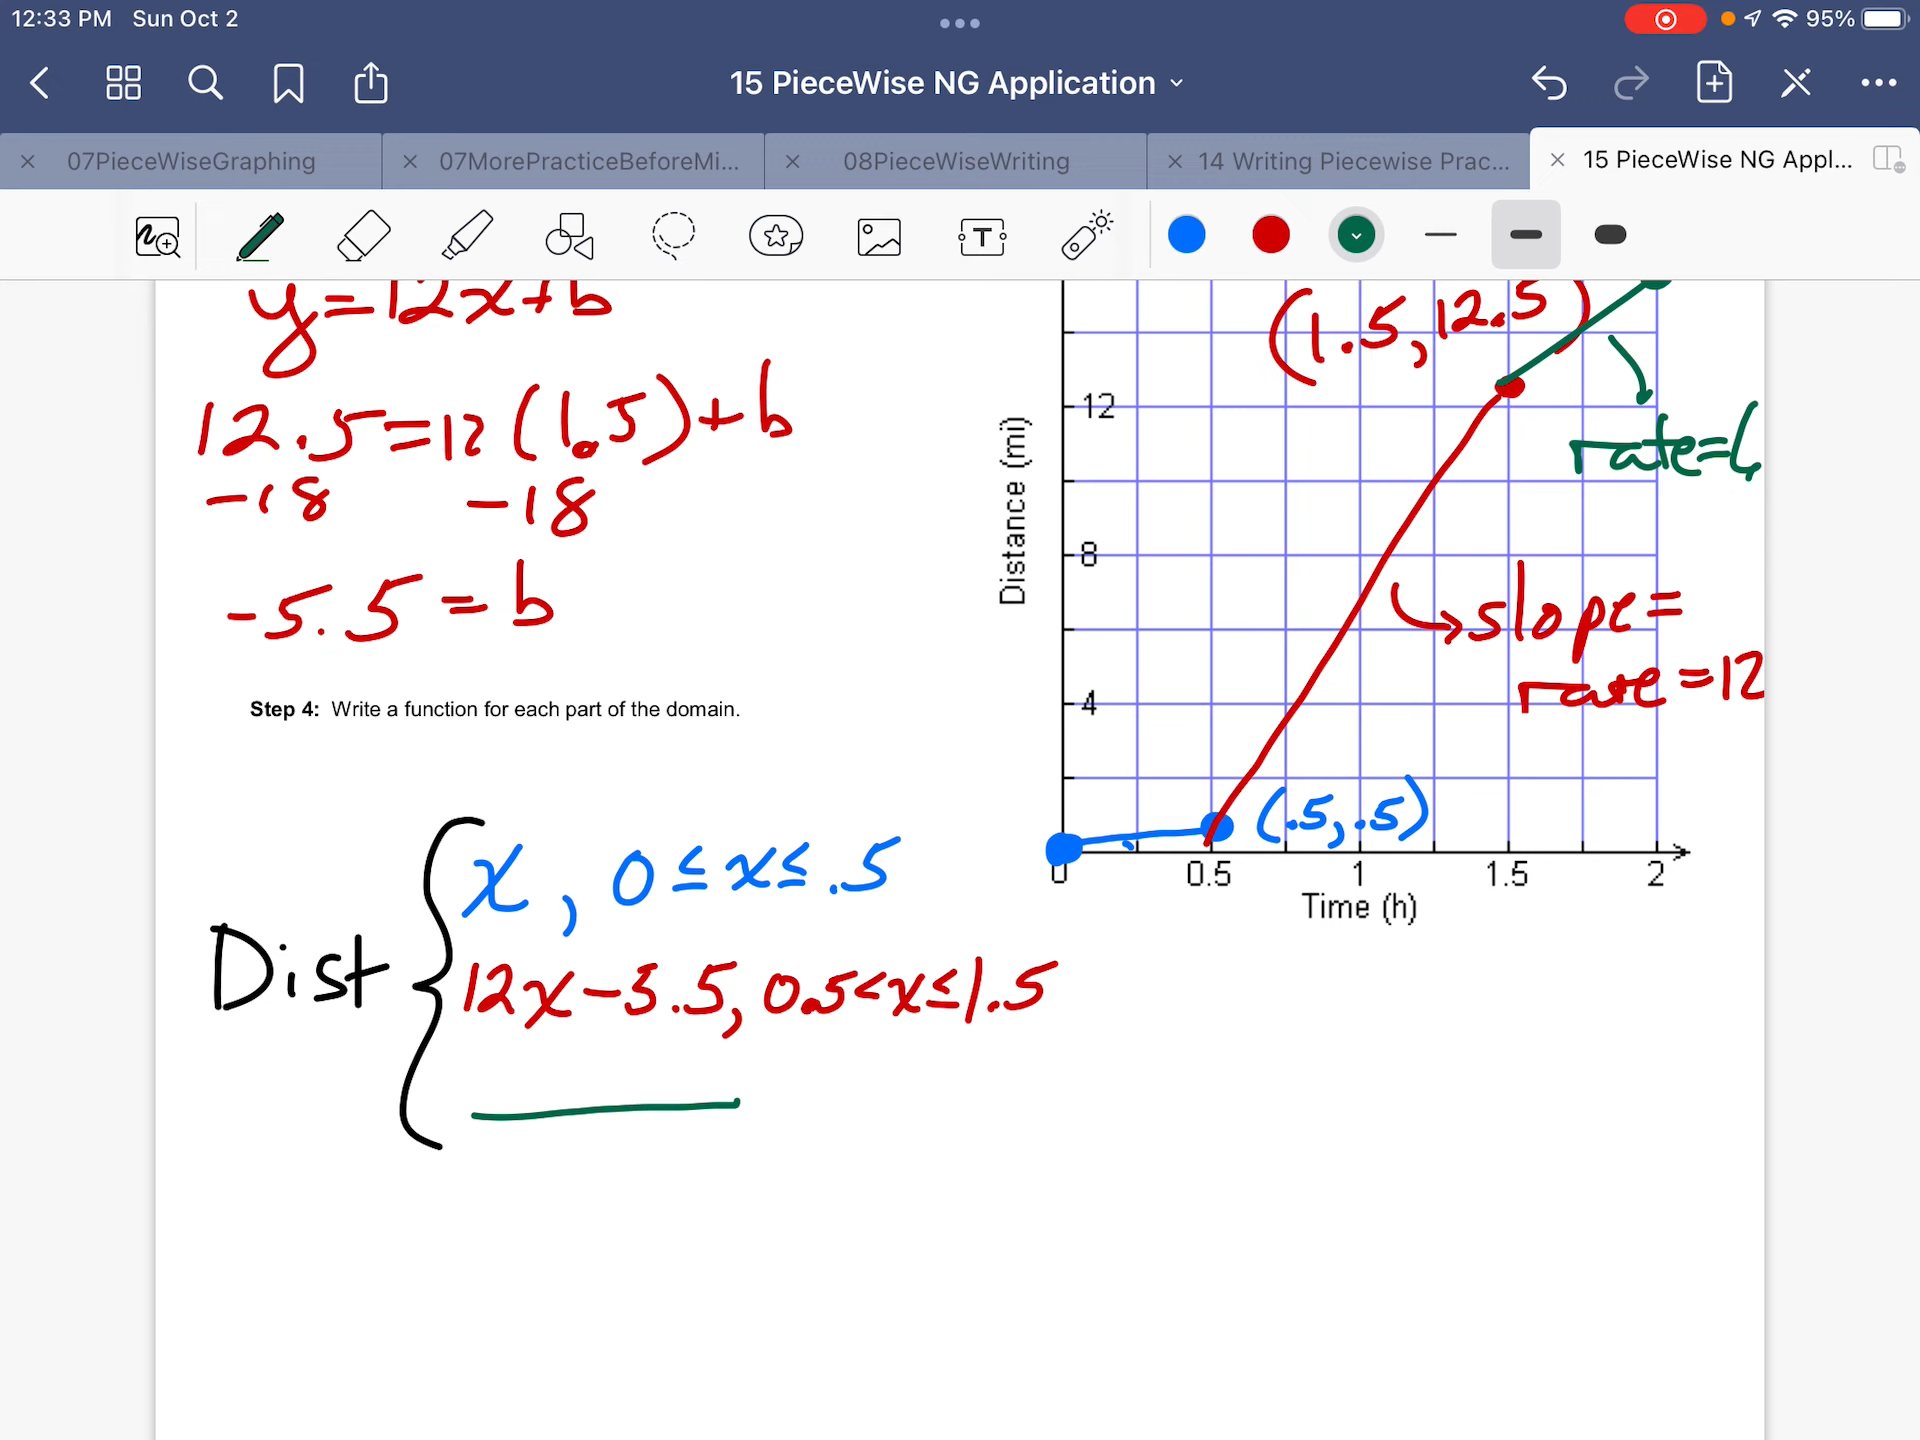 12:33 PM Sun Oct 2
95%
15 PieceWise NG Application
07PieceWiseGraphing
07MorePracticeBeforeMi...
08PieceWiseWriting
14 Writing Piecewise Prac...
15 PieceWise NG Appl...
y=12x+b
12.5=12(1.5)+b
-18 -18
-5.5=b
Step 4: Write a function for each part of the domain.
Dist
x, 0≤x≤.5
12x-5.5, 0.5<x≤1.5
(1.5,12.5)
rate=6
slope=
rate=12
(.5,.5)
Distance (mi)
12
8
4
0 0.5 1 1.5 2
Time (h)